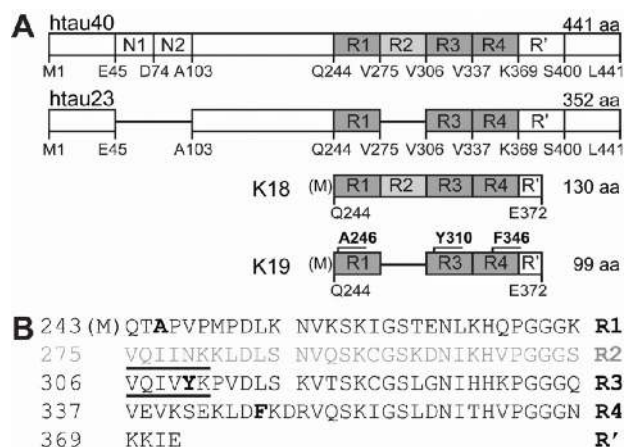 A
htau40 441 aa
N1 N2 R1 R2 R3 R4 R'
M1 E45 D74 A103 Q244 V275 V306 V337 K369 S400 L441
htau23 352 aa
R1 R3 R4 R'
M1 E45 A103 Q244 V275 V306 V337 K369 S400 L441
K18 (M) R1 R2 R3 R4 R' 130 aa
Q244 E372
A246 Y310 F346
K19 (M) R1 R3 R4 R' 99 aa
Q244 E372
B 243 (M) QTAPVPMPDLK NVKSKIGSTENLKHQPGGGK R1
275 VQIINKKLDLS NVQSKCGSKDNIKHVPGGGS R2
306 VQIVYKPVDLS KVTSKCGSLGNIHHKPGGGQ R3
337 VEVKSEKLDFKDRVQSKIGSLDNITHVPGGGN R4
369 KKIE R'